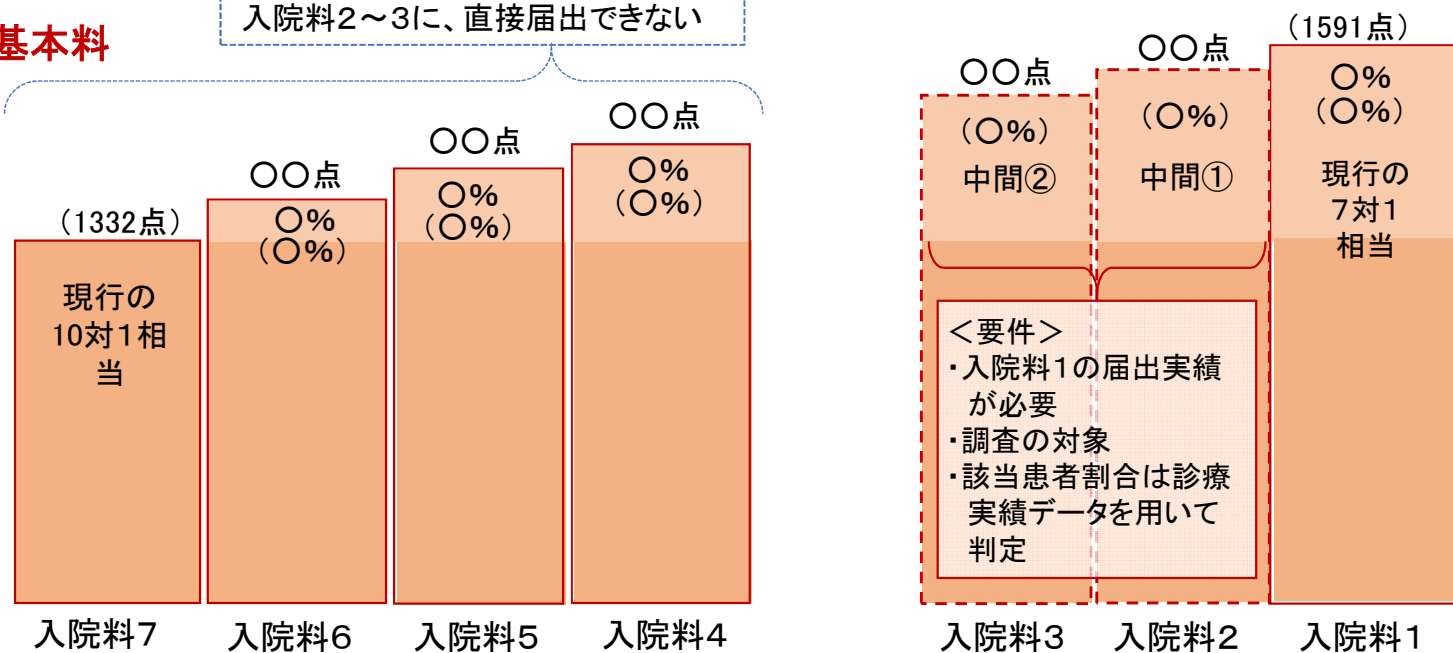 入院料2～3に、直接届出できない
基本料
（1332点）
現行の
10対1相
当
入院料7
〇〇点
〇%
（〇%）
入院料6
〇〇点
〇%
（〇%）
入院料5
〇〇点
〇%
（〇%）
入院料4
〇〇点
（〇%）
中間②
入院料3
〇〇点
（〇%）
中間①
入院料2
（1591点）
〇%
（〇%）
現行の
7対1
相当
入院料1
＜要件＞
・入院料1の届出実績
が必要
・調査の対象
・該当患者割合は診療
実績データを用いて
判定